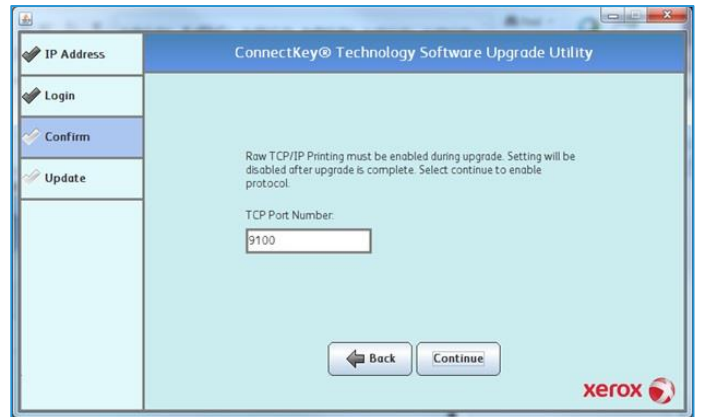 IP Address
ConnectKey® Technology Software Upgrade Utility
Login
Confirm
Update
Raw TCP/IP Printing must be enabled during upgrade. Setting will be
disabled after upgrade is complete. Select continue to enable
protocol.
TCP Port Number:
9100
Back
Continue
xerox